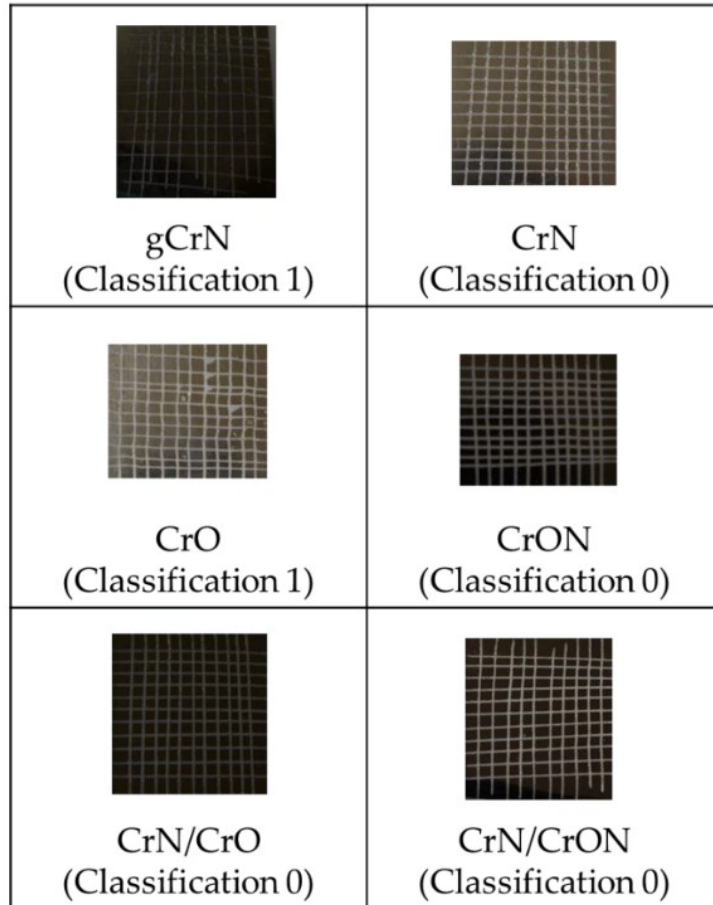 gCrN
(Classification 1)
CrN
(Classification 0)
CrO
(Classification 1)
CrON
(Classification 0)
CrN/CrO
(Classification 0)
CrN/CrON
(Classification 0)